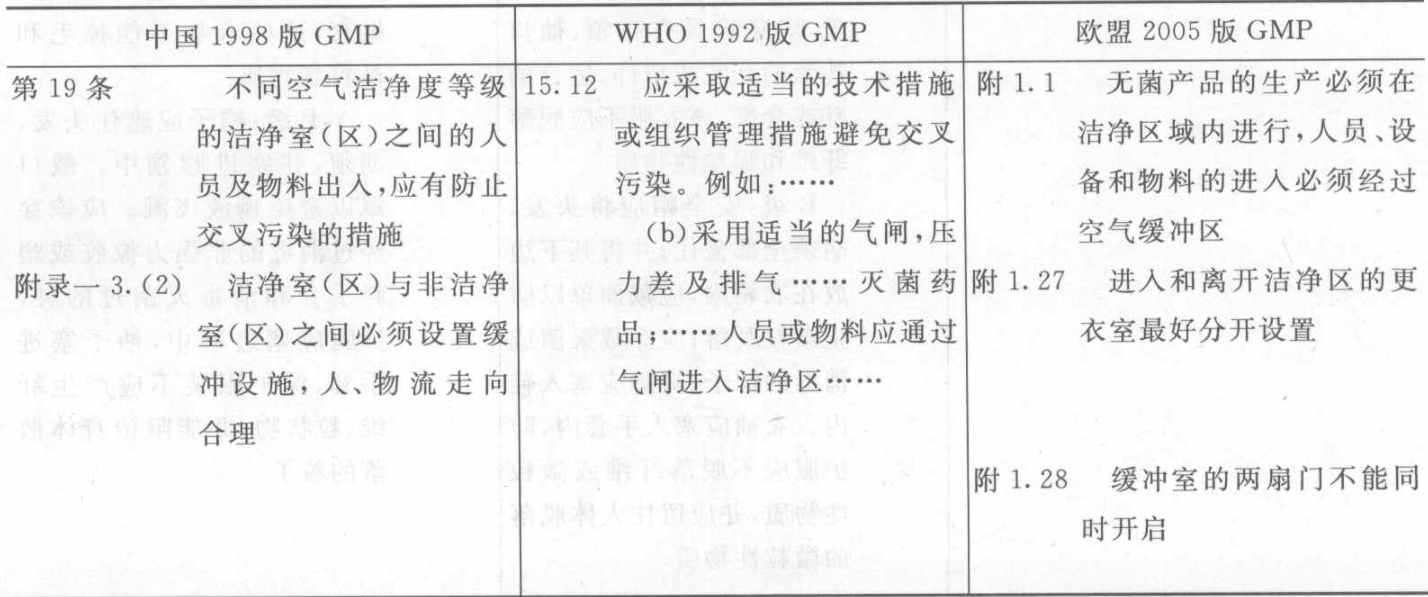 中国 1998 版 GMP
WHO 1992 版 GMP
欧盟 2005 版 GMP
第 19 条 不同空气洁净度等级
的洁净室(区)之间的人
员及物料出入,应有防止
交叉污染的措施
附录一 3.(2) 洁净室(区)与非洁净
室(区)之间必须设置缓
冲设施,人、物流走向
合理
15.12 应采取适当的技术措施
或组织管理措施避免交叉
污染。例如:……
(b)采用适当的气闸,压
力差及排气…… 灭菌药
品,……人员或物料应通过
气闸进入洁净区……
附 1.1 无菌产品的生产必须在
洁净区域内进行,人员、设
备和物料的进入必须经过
空气缓冲区
附 1.27 进入和离开洁净区的更
衣室最好分开设置
附 1.28 缓冲室的两扇门不能同
时开启